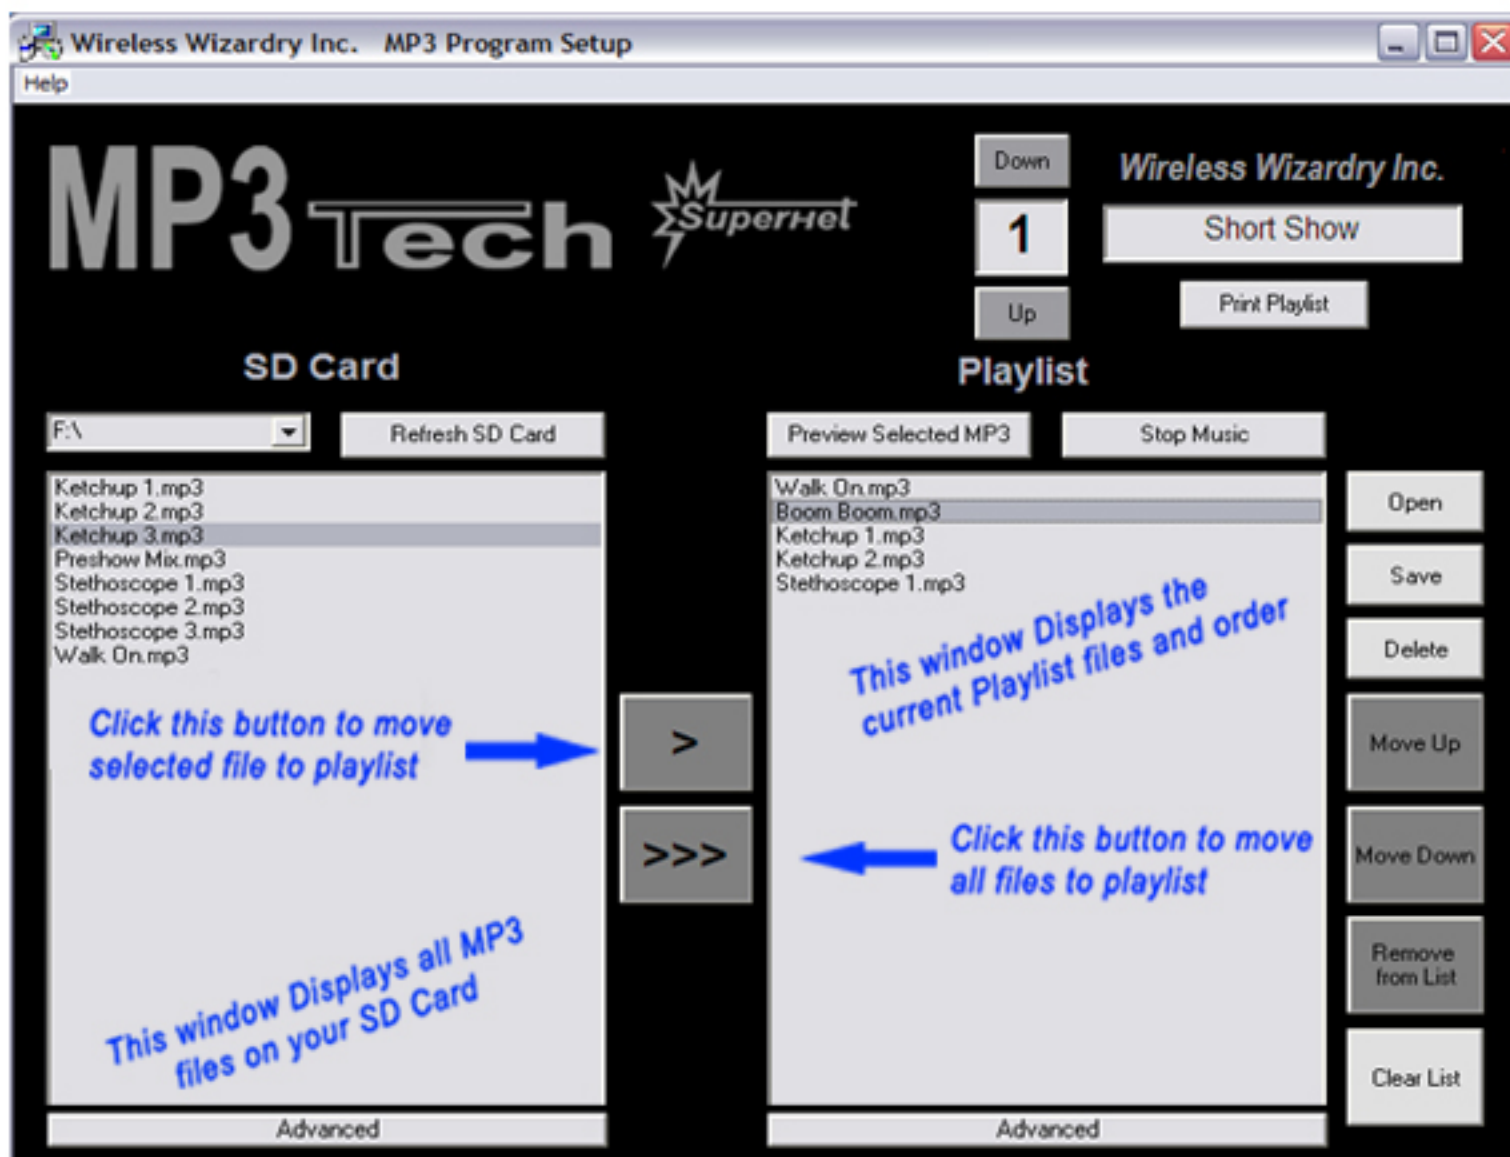 Wireless Wizardry Inc.   MP3 Program Setup
Help
MP3 Tech
SuperHet
Down
1
Up
Wireless Wizardry Inc.
Short Show
Print Playlist
SD Card
Playlist
F:\
Refresh SD Card
Preview Selected MP3
Stop Music
Ketchup 1.mp3
Ketchup 2.mp3
Ketchup 3.mp3
Preshow Mix.mp3
Stethoscope 1.mp3
Stethoscope 2.mp3
Stethoscope 3.mp3
Walk On.mp3
Click this button to move
selected file to playlist
This window Displays all MP3
files on your SD Card
Advanced
>
>>>
Walk On.mp3
Boom Boom.mp3
Ketchup 1.mp3
Ketchup 2.mp3
Stethoscope 1.mp3
This window Displays the
current Playlist files and order
Click this button to move
all files to playlist
Advanced
Open
Save
Delete
Move Up
Move Down
Remove
from List
Clear List